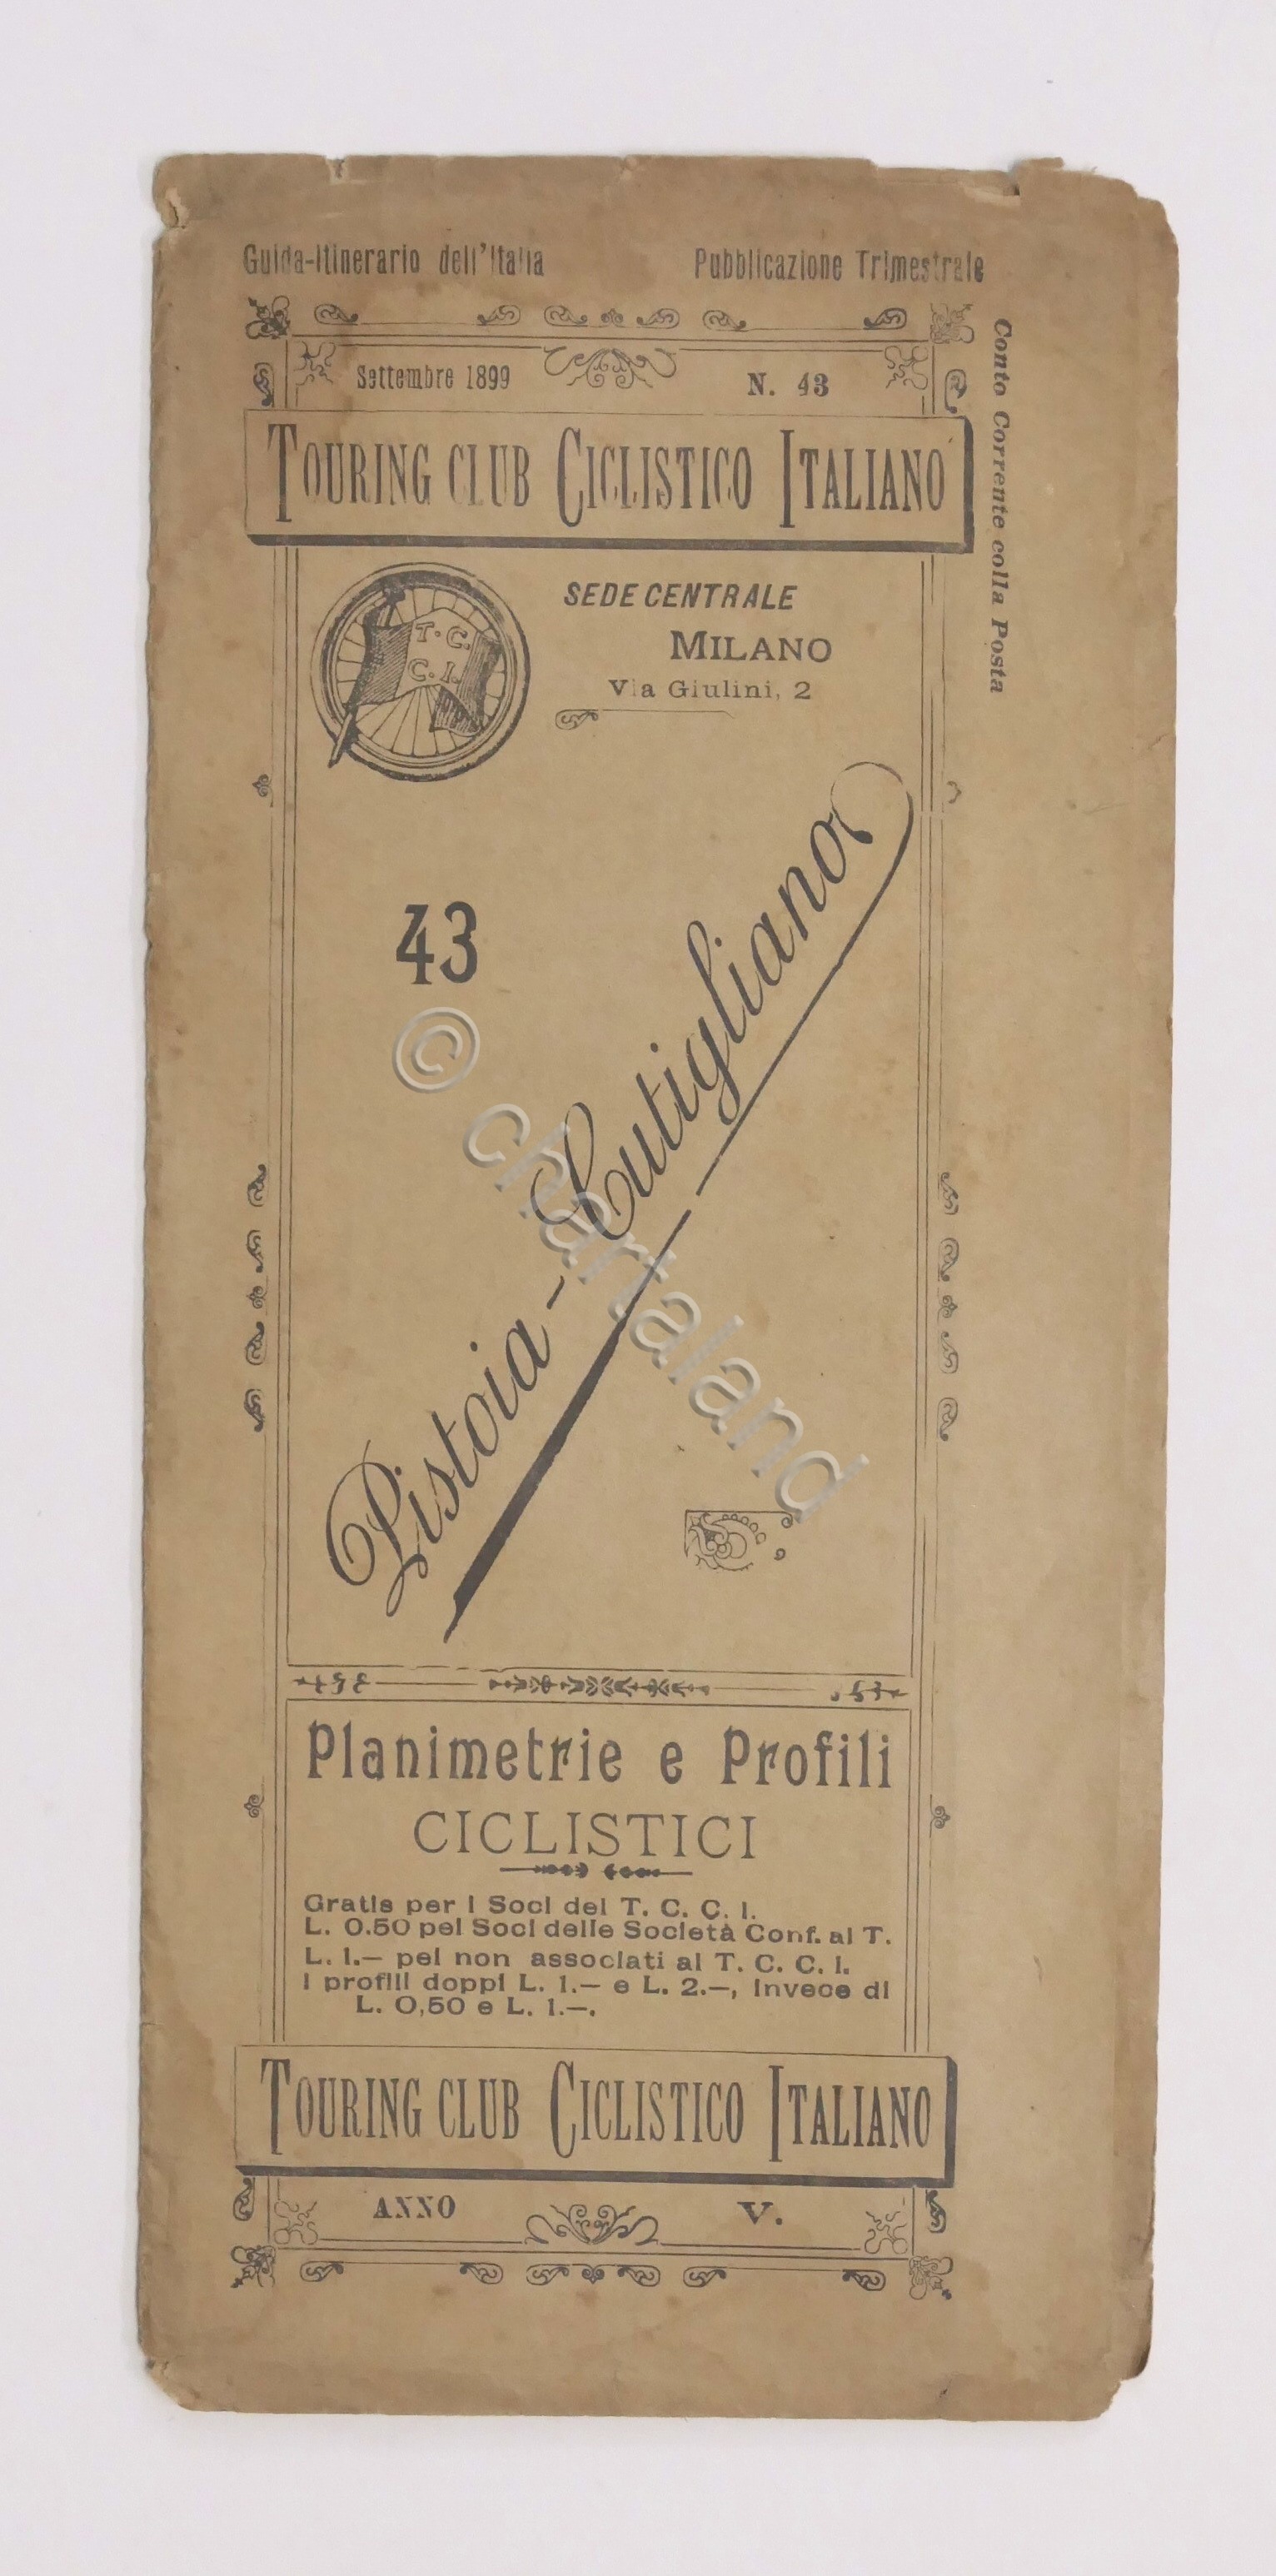 Guida-Itinerario dell'Italia
Pubblicazione Trimestrale
Settembre 1899
N. 43
TOURING CLUB CICLISTICO ITALIANO
Conto Corrente colla Posta
T. C.
C. I.
SEDE CENTRALE
MILANO
Via Giulini, 2
43
Pistoia - Cutigliano
© chartaland
Planimetrie e Profili
CICLISTICI
Gratis per i Soci del T. C. C. I.
L. 0.50 pei Soci delle Società Conf. al T.
L. 1.— pei non associati al T. C. C. I.
I profili doppi L. 1.— e L. 2.—, invece di
L. 0,50 e L. 1.—.
TOURING CLUB CICLISTICO ITALIANO
ANNO V.